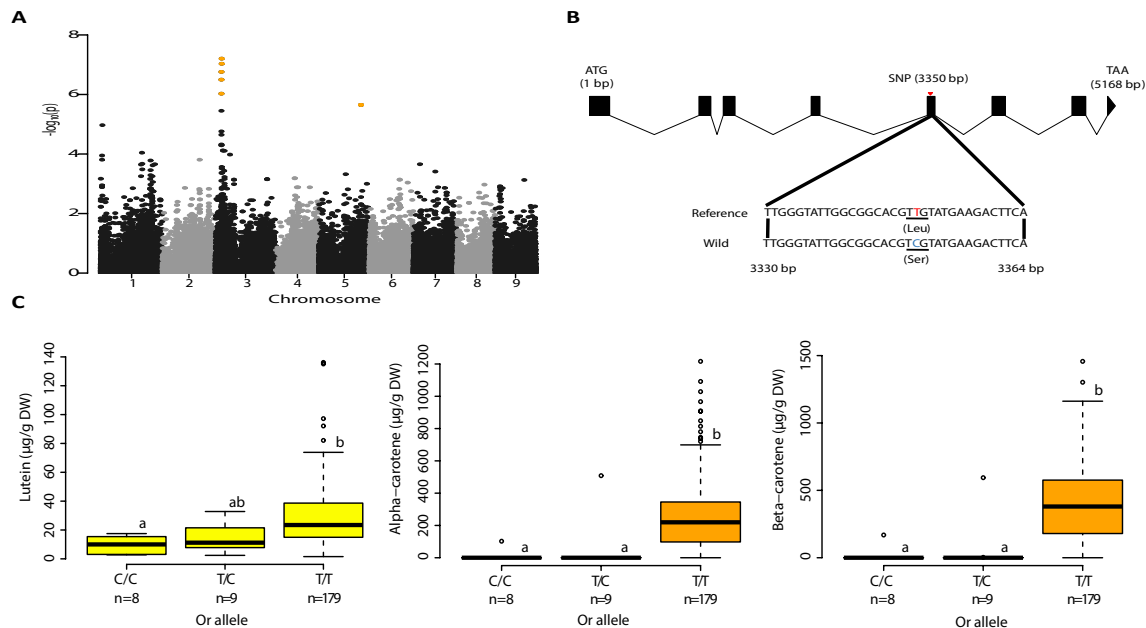 A
8
6
4
2
0
-log10(p)
1 2 3 4 5 6 7 8 9
Chromosome
B
ATG
(1 bp)
SNP (3350 bp)
TAA
(5168 bp)
Reference TTGGGTATTGGCGGCACGTTGTATGAAGACTTCA
(Leu)
Wild TTGGGTATTGGCGGCACGTCGTATGAAGACTTCA
(Ser)
3330 bp 3364 bp
C
Lutein (µg/g DW)
0 20 40 60 80 100 120 140
a ab b
C/C T/C T/T
n=8 n=9 n=179
Or allele
Alpha−carotene (µg/g DW)
0 200 400 600 800 1000 1200
a a b
C/C T/C T/T
n=8 n=9 n=179
Or allele
Beta−carotene (µg/g DW)
0 500 1000 1500
a a b
C/C T/C T/T
n=8 n=9 n=179
Or allele